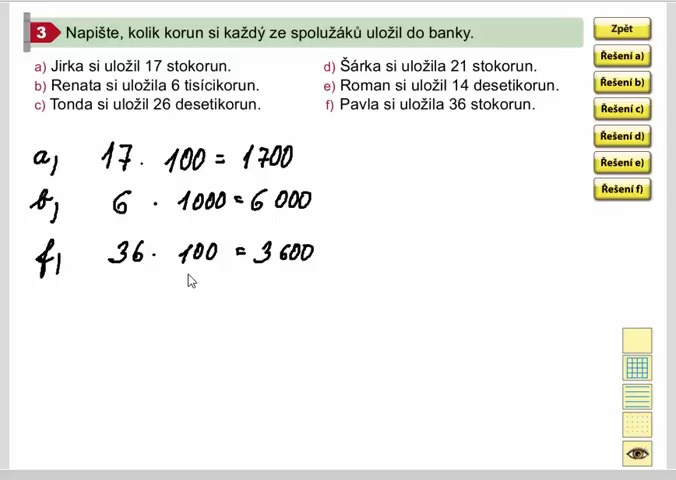 3 Napište, kolik korun si každý ze spolužáků uložil do banky.
a) Jirka si uložil 17 stokorun.
b) Renata si uložila 6 tisícikorun.
c) Tonda si uložil 26 desetikorun.
d) Šárka si uložila 21 stokorun.
e) Roman si uložil 14 desetikorun.
f) Pavla si uložila 36 stokorun.
a) 17 · 100 = 1700
b) 6 · 1000 = 6 000
f) 36 · 100 = 3 600
Zpět
Řešení a)
Řešení b)
Řešení c)
Řešení d)
Řešení e)
Řešení f)